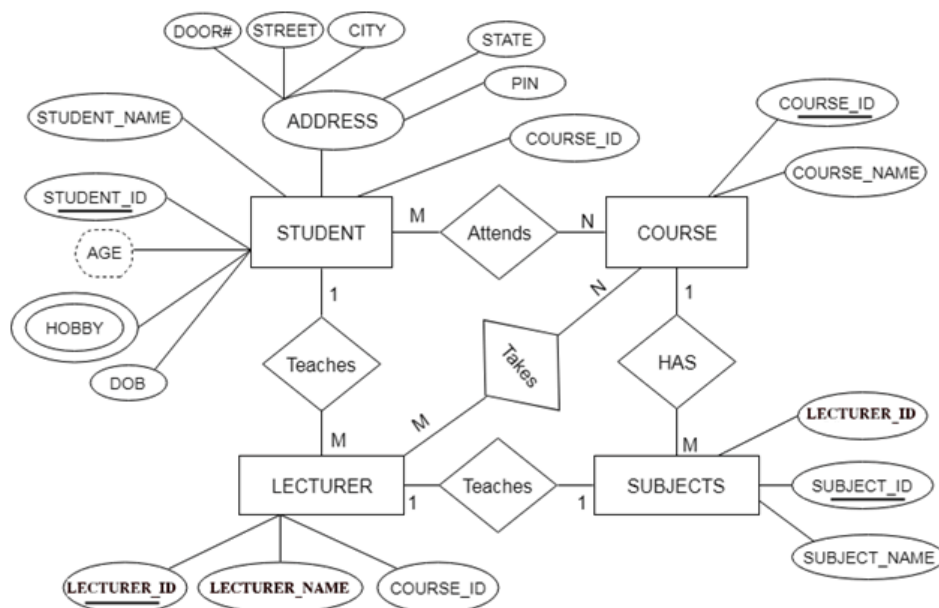 DOOR#
STREET
CITY
STATE
PIN
ADDRESS
STUDENT_NAME
COURSE_ID
COURSE_ID
COURSE_NAME
STUDENT_ID
AGE
HOBBY
DOB
STUDENT
M
Attends
N
COURSE
1
Teaches
M
N
Takes
M
1
HAS
M
LECTURER_ID
LECTURER
1
Teaches
1
SUBJECTS
SUBJECT_ID
SUBJECT_NAME
LECTURER_ID
LECTURER_NAME
COURSE_ID